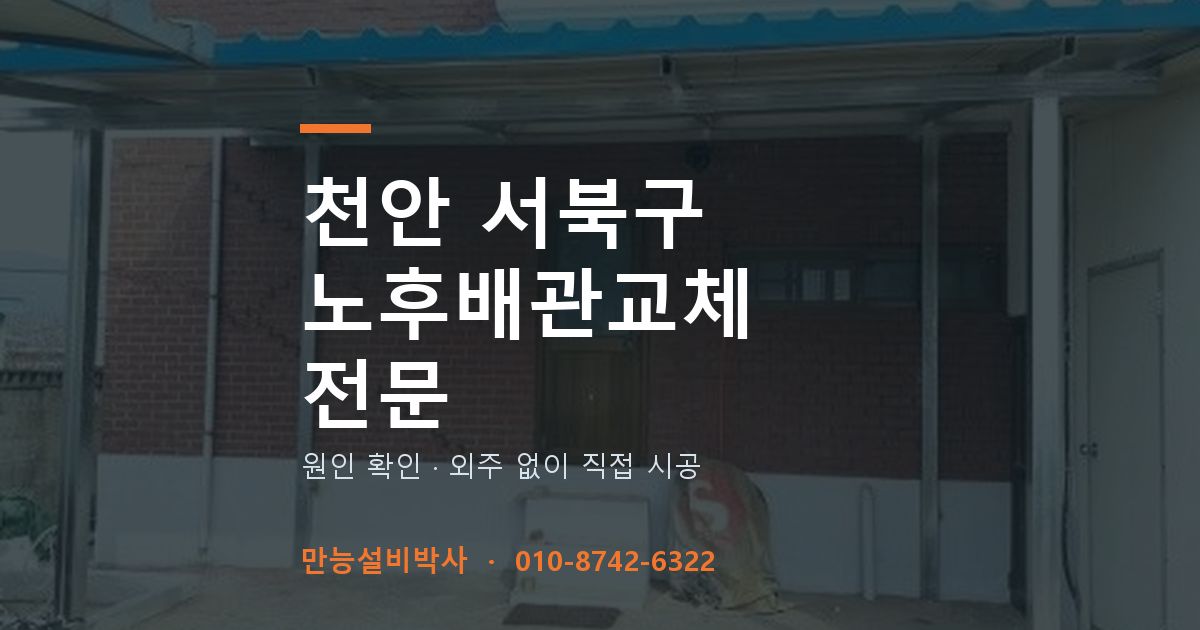 천안 서북구
노후배관교체
전문
원인 확인 · 외주 없이 직접 시공
만능설비박사 · 010-8742-6322
S